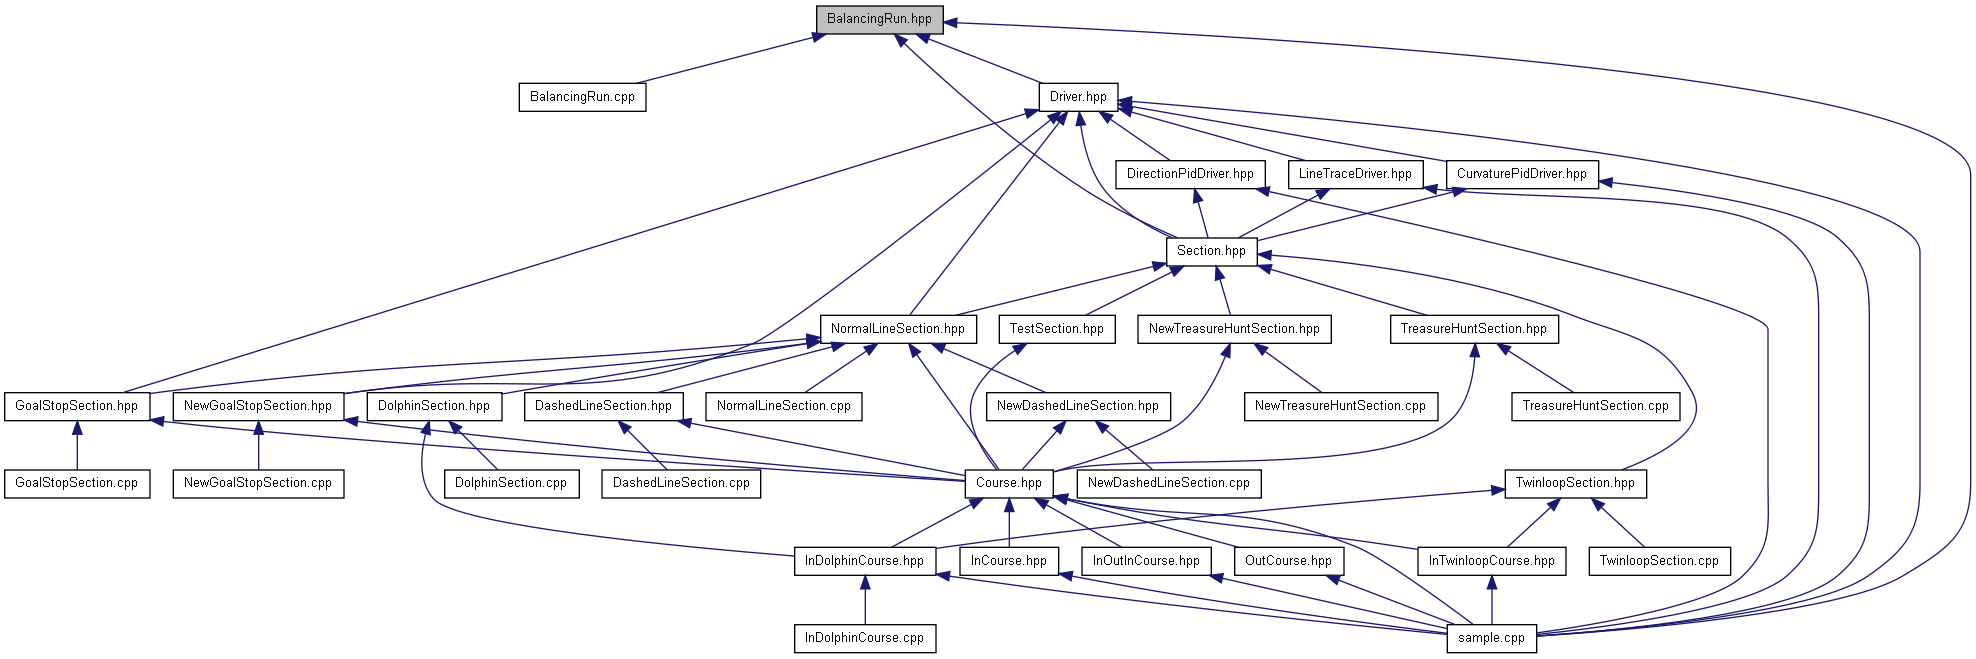 BalancingRun.hpp
BalancingRun.cpp
Driver.hpp
DirectionPidDriver.hpp
LineTraceDriver.hpp
CurvaturePidDriver.hpp
Section.hpp
NormalLineSection.hpp
TestSection.hpp
NewTreasureHuntSection.hpp
TreasureHuntSection.hpp
GoalStopSection.hpp
NewGoalStopSection.hpp
DolphinSection.hpp
DashedLineSection.hpp
NormalLineSection.cpp
NewDashedLineSection.hpp
NewTreasureHuntSection.cpp
TreasureHuntSection.cpp
GoalStopSection.cpp
NewGoalStopSection.cpp
DolphinSection.cpp
DashedLineSection.cpp
Course.hpp
NewDashedLineSection.cpp
TwinloopSection.hpp
InDolphinCourse.hpp
InCourse.hpp
InOutInCourse.hpp
OutCourse.hpp
InTwinloopCourse.hpp
TwinloopSection.cpp
InDolphinCourse.cpp
sample.cpp